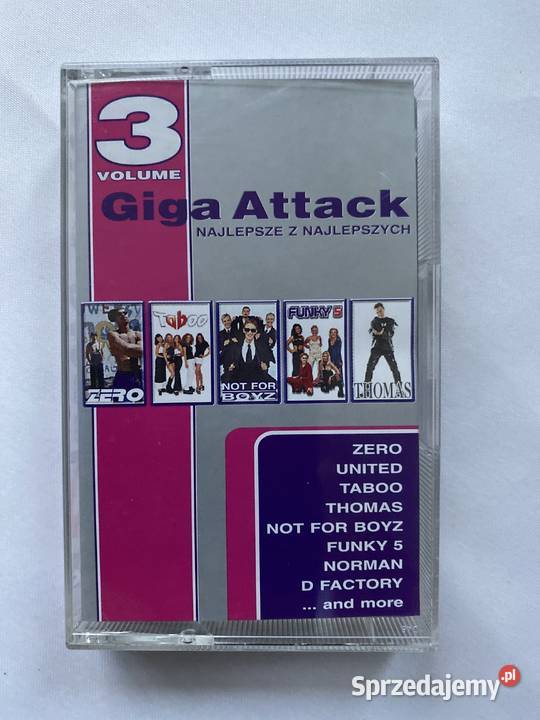 3
VOLUME
Giga Attack
NAJLEPSZE Z NAJLEPSZYCH
ZERO
Taboo
NOT FOR BOYZ
FUNKY 5
THOMAS
ZERO
UNITED
TABOO
THOMAS
NOT FOR BOYZ
FUNKY 5
NORMAN
D FACTORY
... and more
Sprzedajemy.pl